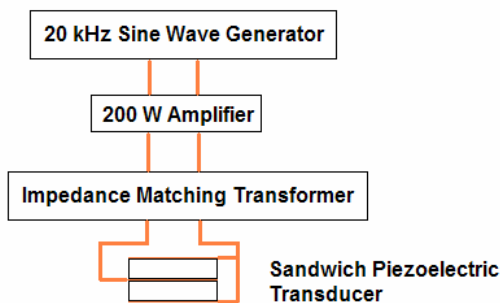 20 kHz Sine Wave Generator
200 W Amplifier
Impedance Matching Transformer
Sandwich Piezoelectric
Transducer